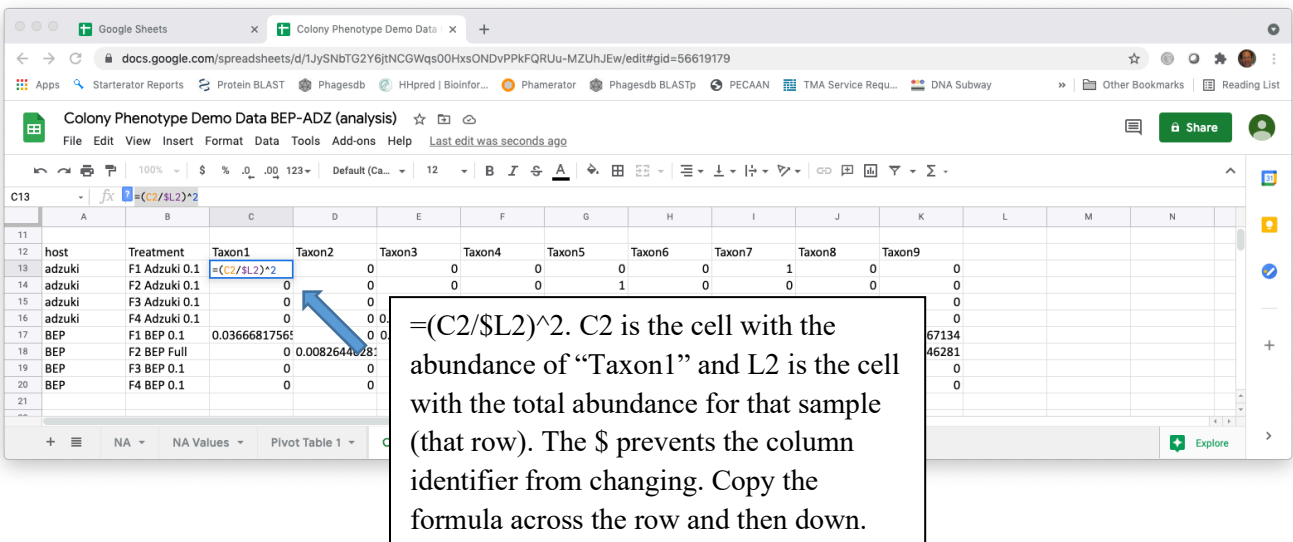 Google Sheets × Colony Phenotype Demo Data × +
docs.google.com/spreadsheets/d/1JySNbTG2Y6jtNCGWqs00HxsONDvPPkFQRUu-MZUhJEw/edit#gid=56619179
Apps Starterator Reports Protein BLAST Phagesdb HHpred | Bioinfor... Phamerator Phagesdb BLASTp PECAAN TMA Service Requ... DNA Subway » Other Bookmarks Reading List
Colony Phenotype Demo Data BEP-ADZ (analysis)
File Edit View Insert Format Data Tools Add-ons Help Last edit was seconds ago
Share
100% $ % .0 .00 123 Default (Ca... 12 B I S A
31
C13 fx ? =(C2/$L2)^2
A B C D E F G H I J K L M N
11
12 host Treatment Taxon1 Taxon2 Taxon3 Taxon4 Taxon5 Taxon6 Taxon7 Taxon8 Taxon9
13 adzuki F1 Adzuki 0.1 =(C2/$L2)^2 0 0 0 0 0 1 0 0
14 adzuki F2 Adzuki 0.1 0 0 0 0 1 0 0 0 0
15 adzuki F3 Adzuki 0.1 0 0 0
16 adzuki F4 Adzuki 0.1 0 0 0. 0
17 BEP F1 BEP 0.1 0.03666817565 0 0. 67134
18 BEP F2 BEP Full 0 0.00826446281 46281
19 BEP F3 BEP 0.1 0 0 0
20 BEP F4 BEP 0.1 0 0 0
21
=(C2/$L2)^2. C2 is the cell with the
abundance of “Taxon1” and L2 is the cell
with the total abundance for that sample
(that row). The $ prevents the column
identifier from changing. Copy the
formula across the row and then down.
+ NA NA Values Pivot Table 1 Explore